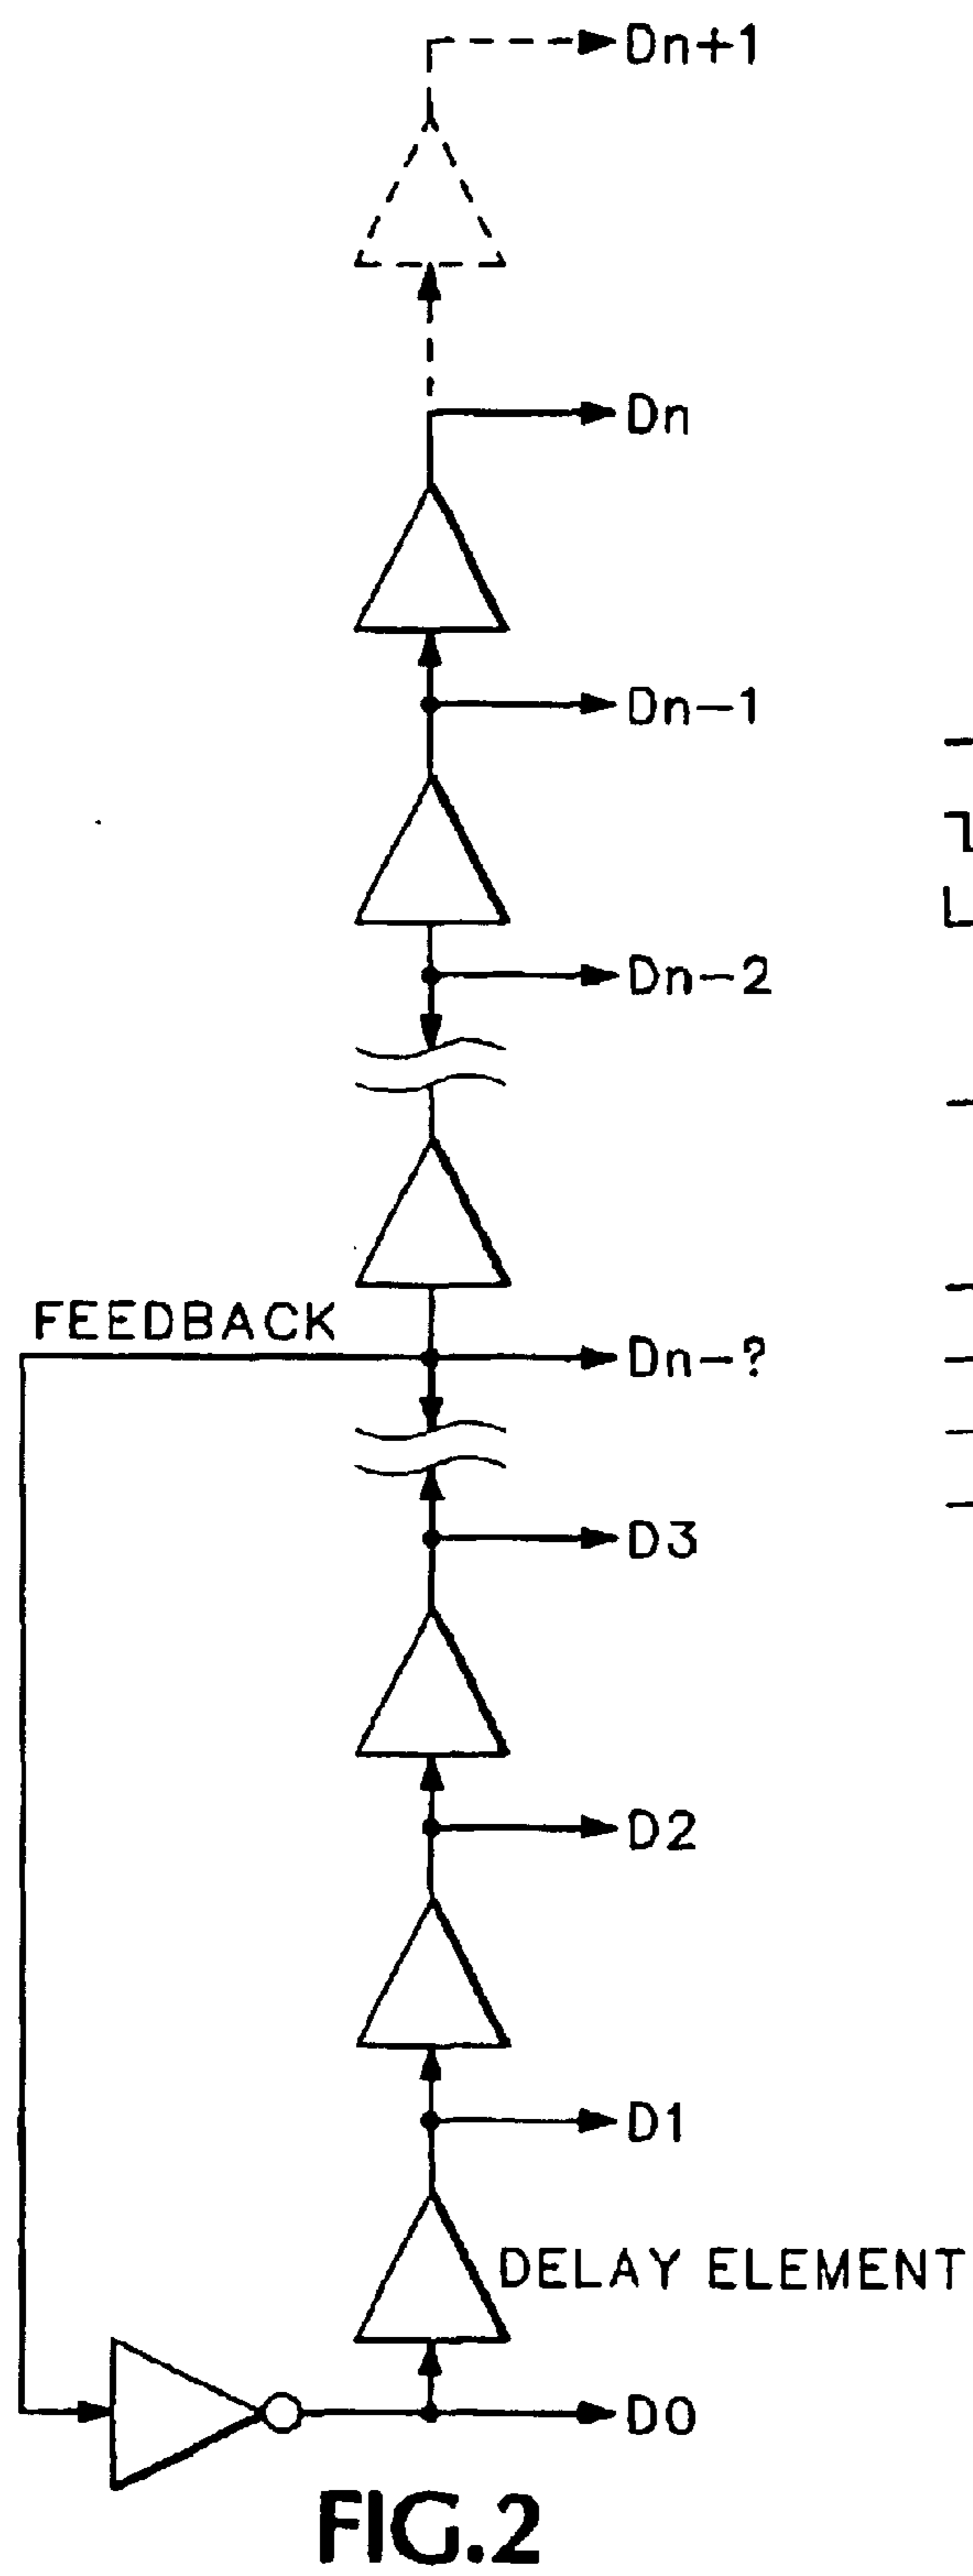 Dn+1
Dn
Dn-1
Dn-2
FEEDBACK
Dn-?
D3
D2
D1
DELAY ELEMENT
D0
FIG.2